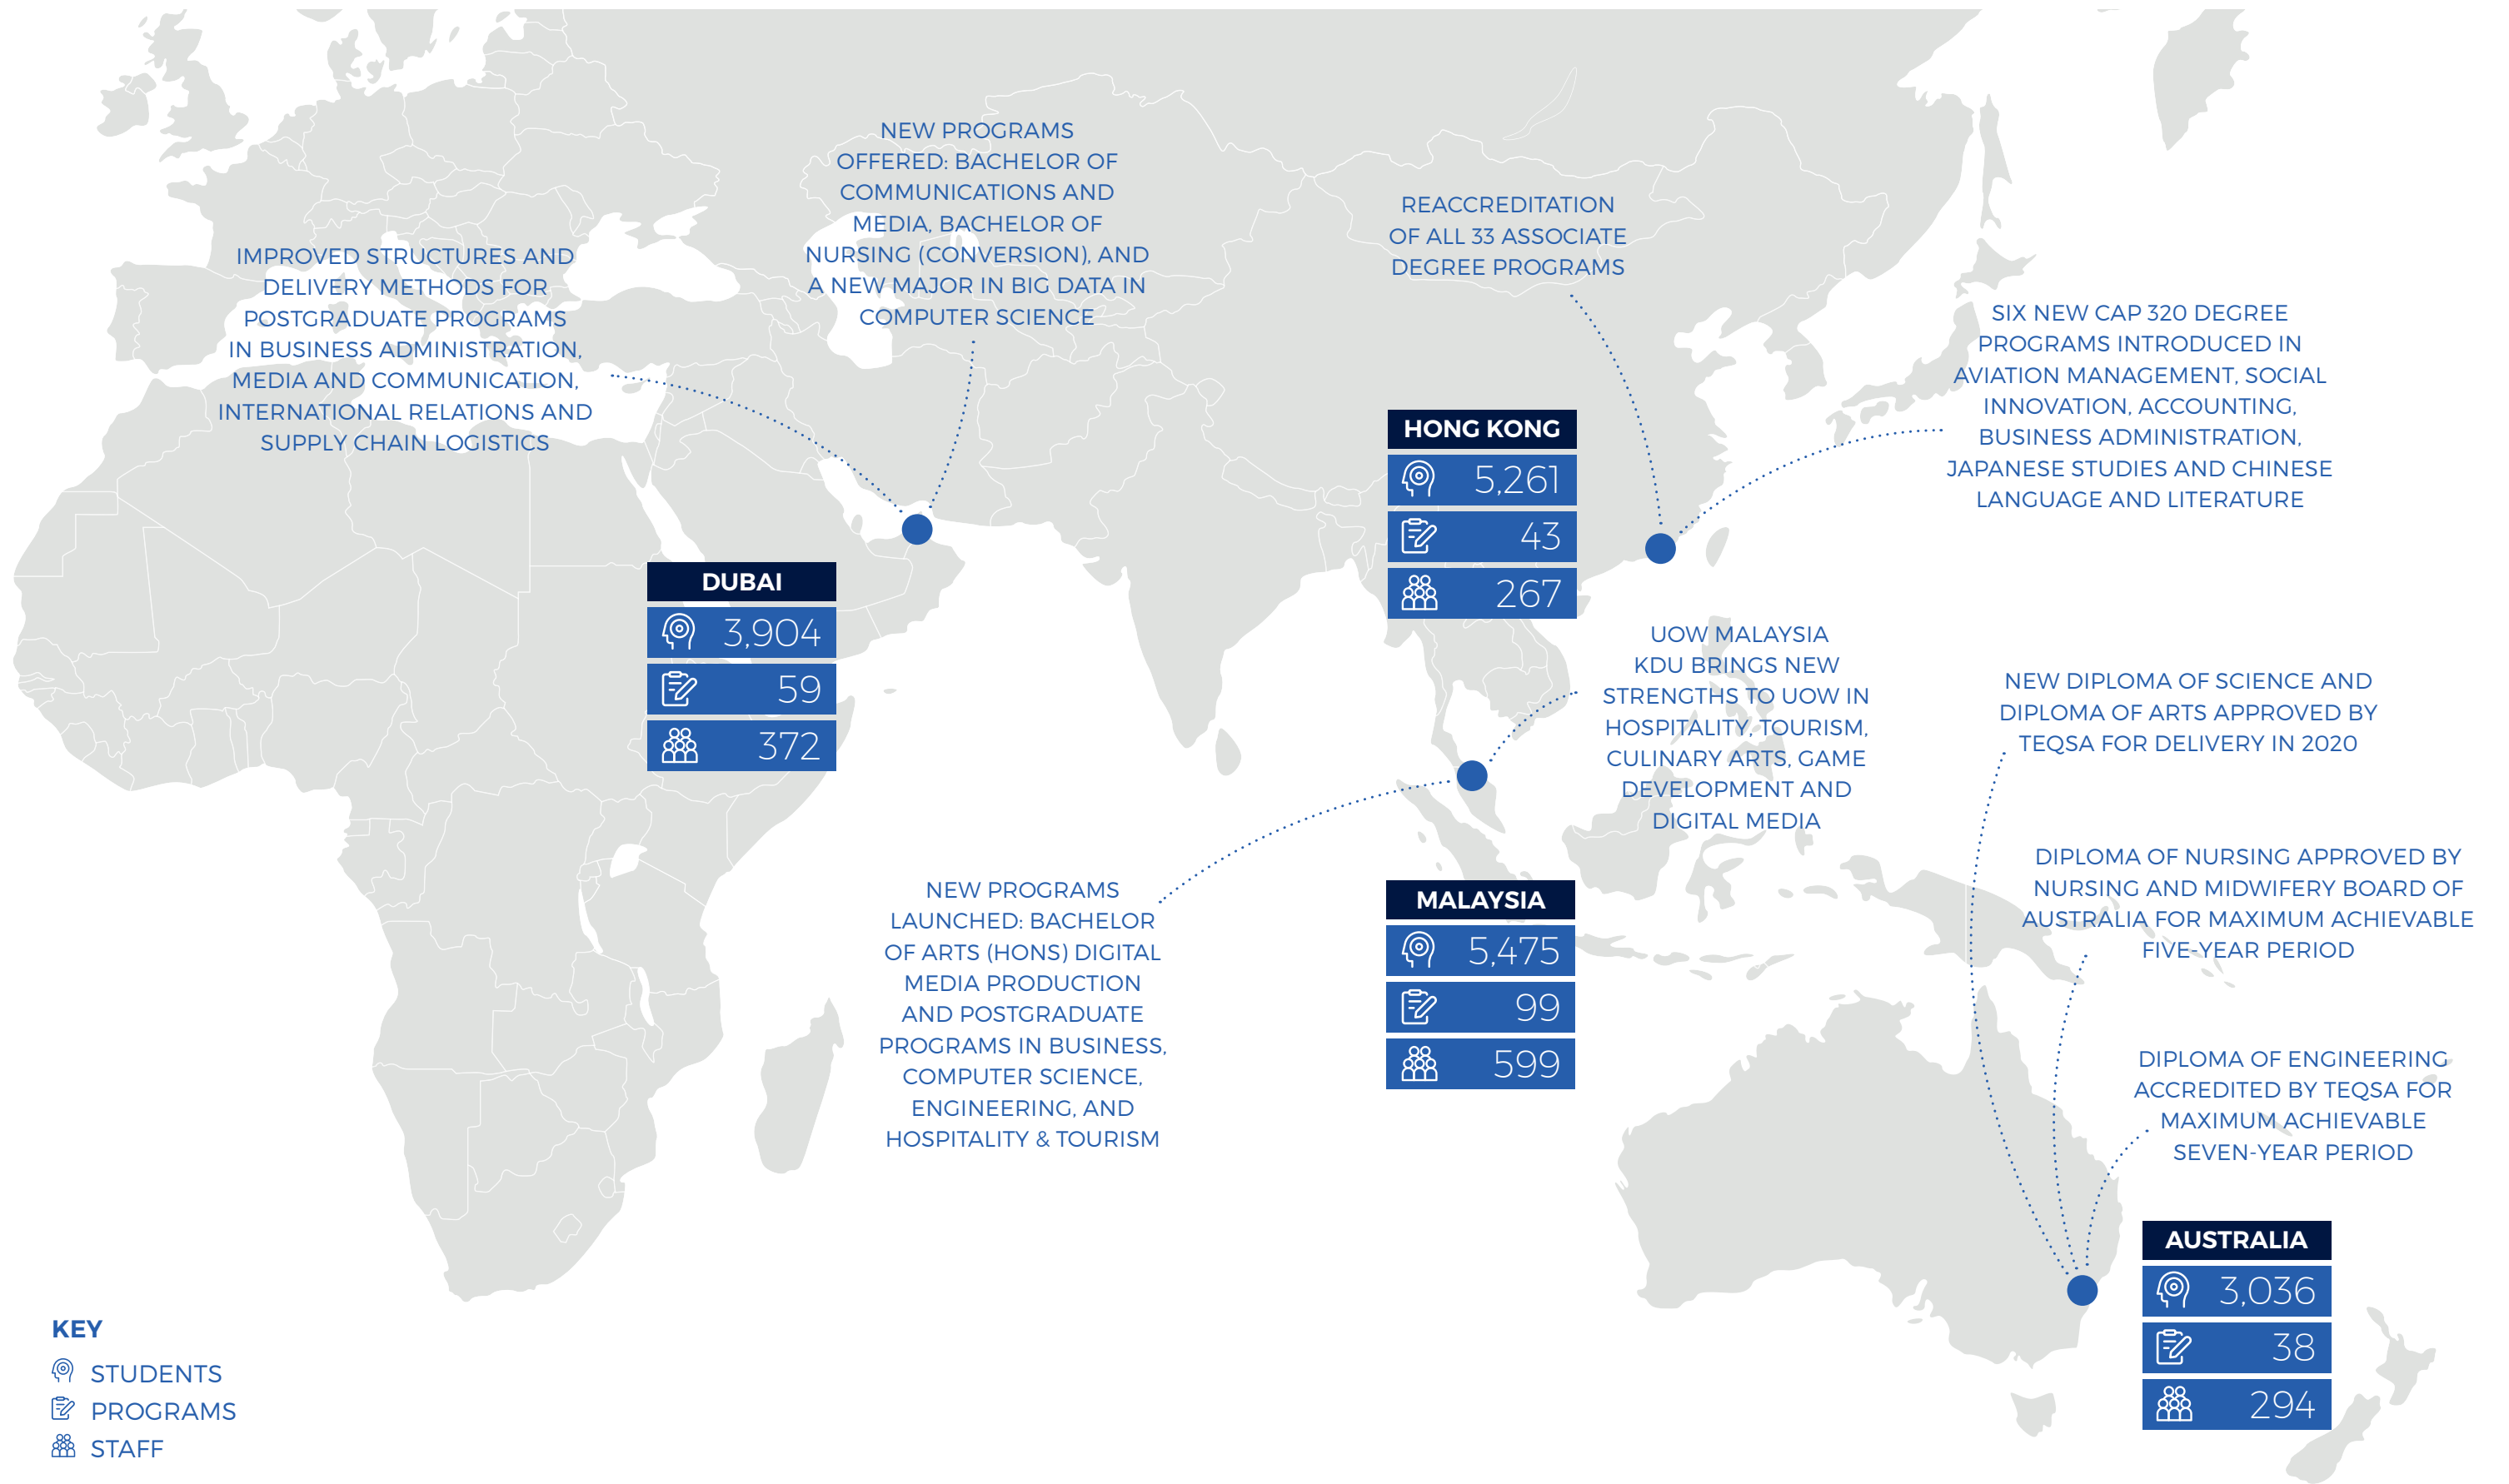 IMPROVED STRUCTURES AND
DELIVERY METHODS FOR
POSTGRADUATE PROGRAMS
IN BUSINESS ADMINISTRATION,
MEDIA AND COMMUNICATION,
INTERNATIONAL RELATIONS AND
SUPPLY CHAIN LOGISTICS
NEW PROGRAMS
OFFERED: BACHELOR OF
COMMUNICATIONS AND
MEDIA, BACHELOR OF
NURSING (CONVERSION), AND
A NEW MAJOR IN BIG DATA IN
COMPUTER SCIENCE
DUBAI
3,904
59
372
REACCREDITATION
OF ALL 33 ASSOCIATE
DEGREE PROGRAMS
SIX NEW CAP 320 DEGREE
PROGRAMS INTRODUCED IN
AVIATION MANAGEMENT, SOCIAL
INNOVATION, ACCOUNTING,
BUSINESS ADMINISTRATION,
JAPANESE STUDIES AND CHINESE
LANGUAGE AND LITERATURE
HONG KONG
5,261
43
267
UOW MALAYSIA
KDU BRINGS NEW
STRENGTHS TO UOW IN
HOSPITALITY, TOURISM,
CULINARY ARTS, GAME
DEVELOPMENT AND
DIGITAL MEDIA
NEW PROGRAMS
LAUNCHED: BACHELOR
OF ARTS (HONS) DIGITAL
MEDIA PRODUCTION
AND POSTGRADUATE
PROGRAMS IN BUSINESS,
COMPUTER SCIENCE,
ENGINEERING, AND
HOSPITALITY & TOURISM
MALAYSIA
5,475
99
599
NEW DIPLOMA OF SCIENCE AND
DIPLOMA OF ARTS APPROVED BY
TEQSA FOR DELIVERY IN 2020
DIPLOMA OF NURSING APPROVED BY
NURSING AND MIDWIFERY BOARD OF
AUSTRALIA FOR MAXIMUM ACHIEVABLE
FIVE-YEAR PERIOD
DIPLOMA OF ENGINEERING
ACCREDITED BY TEQSA FOR
MAXIMUM ACHIEVABLE
SEVEN-YEAR PERIOD
AUSTRALIA
3,036
38
294
KEY
STUDENTS
PROGRAMS
STAFF